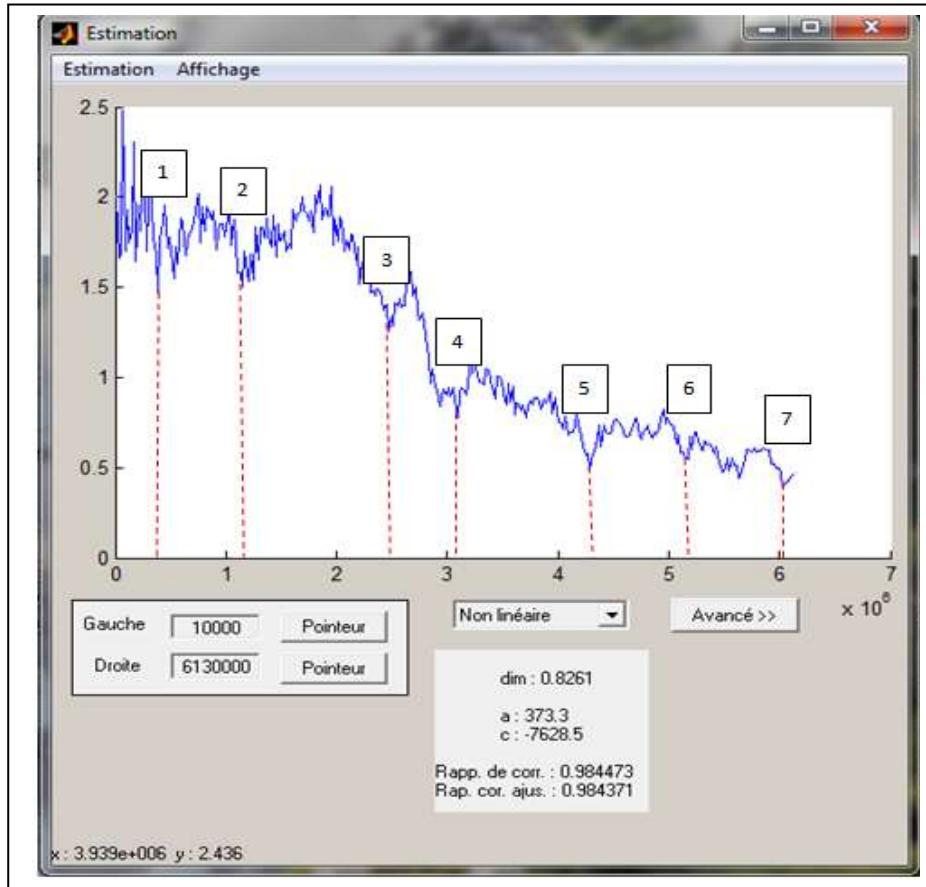 Estimation
Estimation Affichage
2.5
2
1.5
1
0.5
0
1
2
3
4
5
6
7
0 1 2 3 4 5 6 7
x 10^6
Gauche 10000 Pointeur
Droite 6130000 Pointeur
Non linéaire
Avancé >>
dim : 0.8261
a : 373.3
c : -7628.5
Rapp. de corr. : 0.984473
Rap. cor. ajus. : 0.984371
x : 3.939e+006 y : 2.436